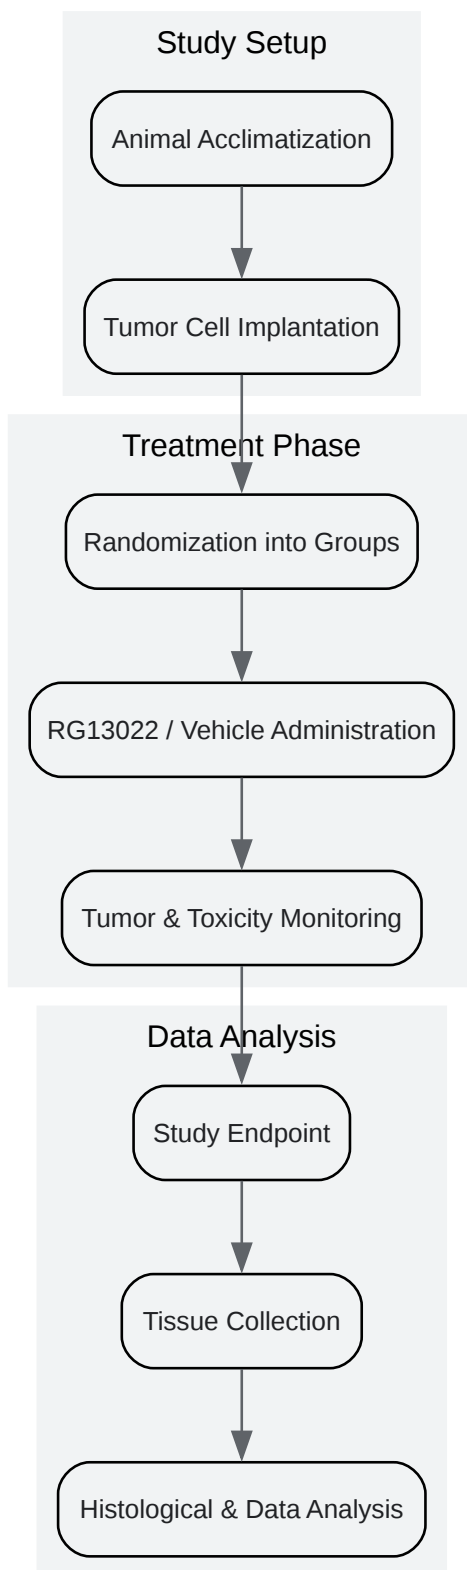 Study Setup
Animal Acclimatization
Tumor Cell Implantation
Treatment Phase
Randomization into Groups
RG13022 / Vehicle Administration
Tumor & Toxicity Monitoring
Data Analysis
Study Endpoint
Tissue Collection
Histological & Data Analysis